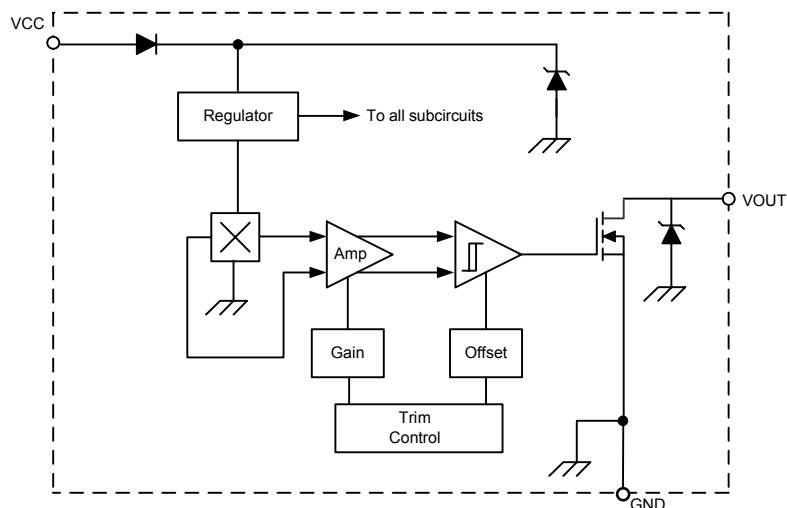 VCC
Regulator
To all subcircuits
VOUT
Amp
Gain
Offset
Trim
Control
GND